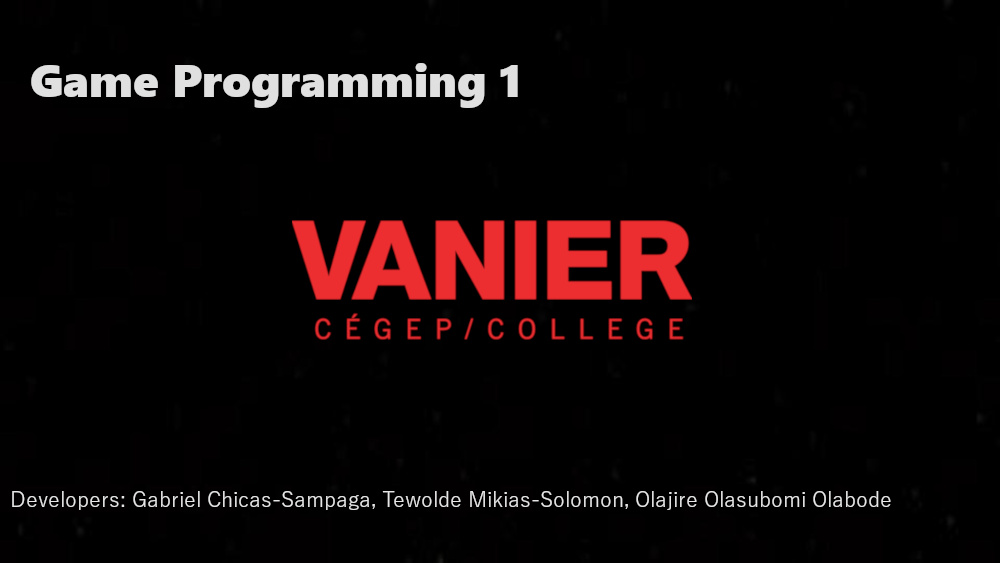 Game Programming 1
VANIER
CÉGEP/COLLEGE
Developers: Gabriel Chicas-Sampaga, Tewolde Mikias-Solomon, Olajire Olasubomi Olabode